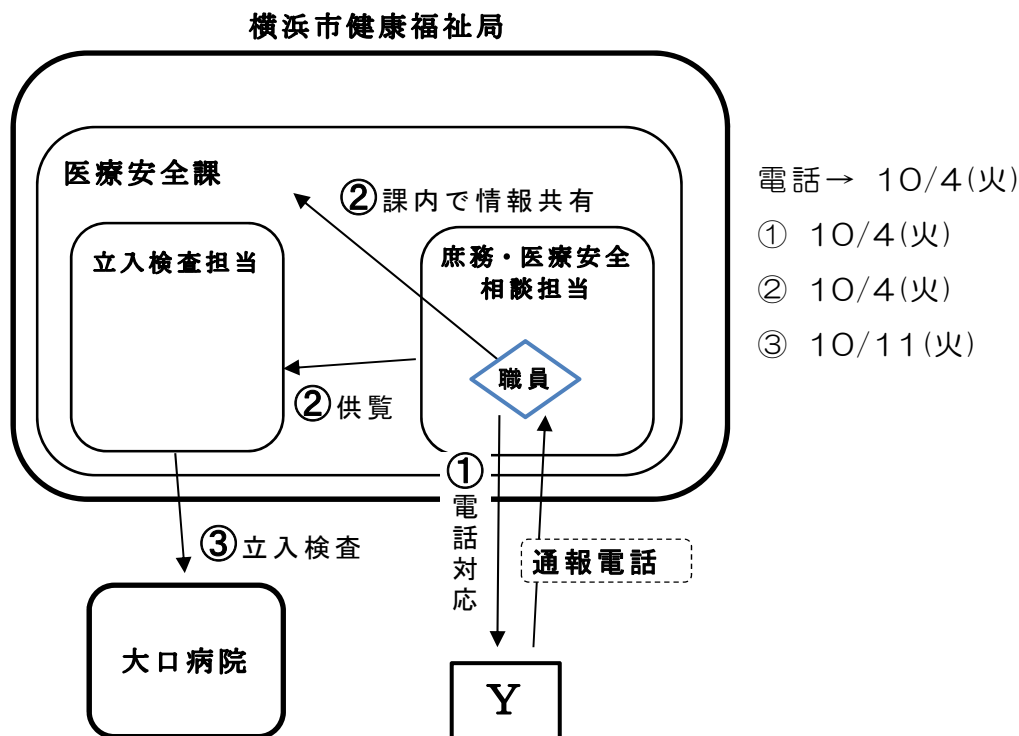 横浜市健康福祉局
医療安全課
②課内で情報共有
立入検査担当
庶務・医療安全
相談担当
職員
②供覧
①電話対応
通報電話
③立入検査
大口病院
Y
電話→ 10/4(火)
① 10/4(火)
② 10/4(火)
③ 10/11(火)